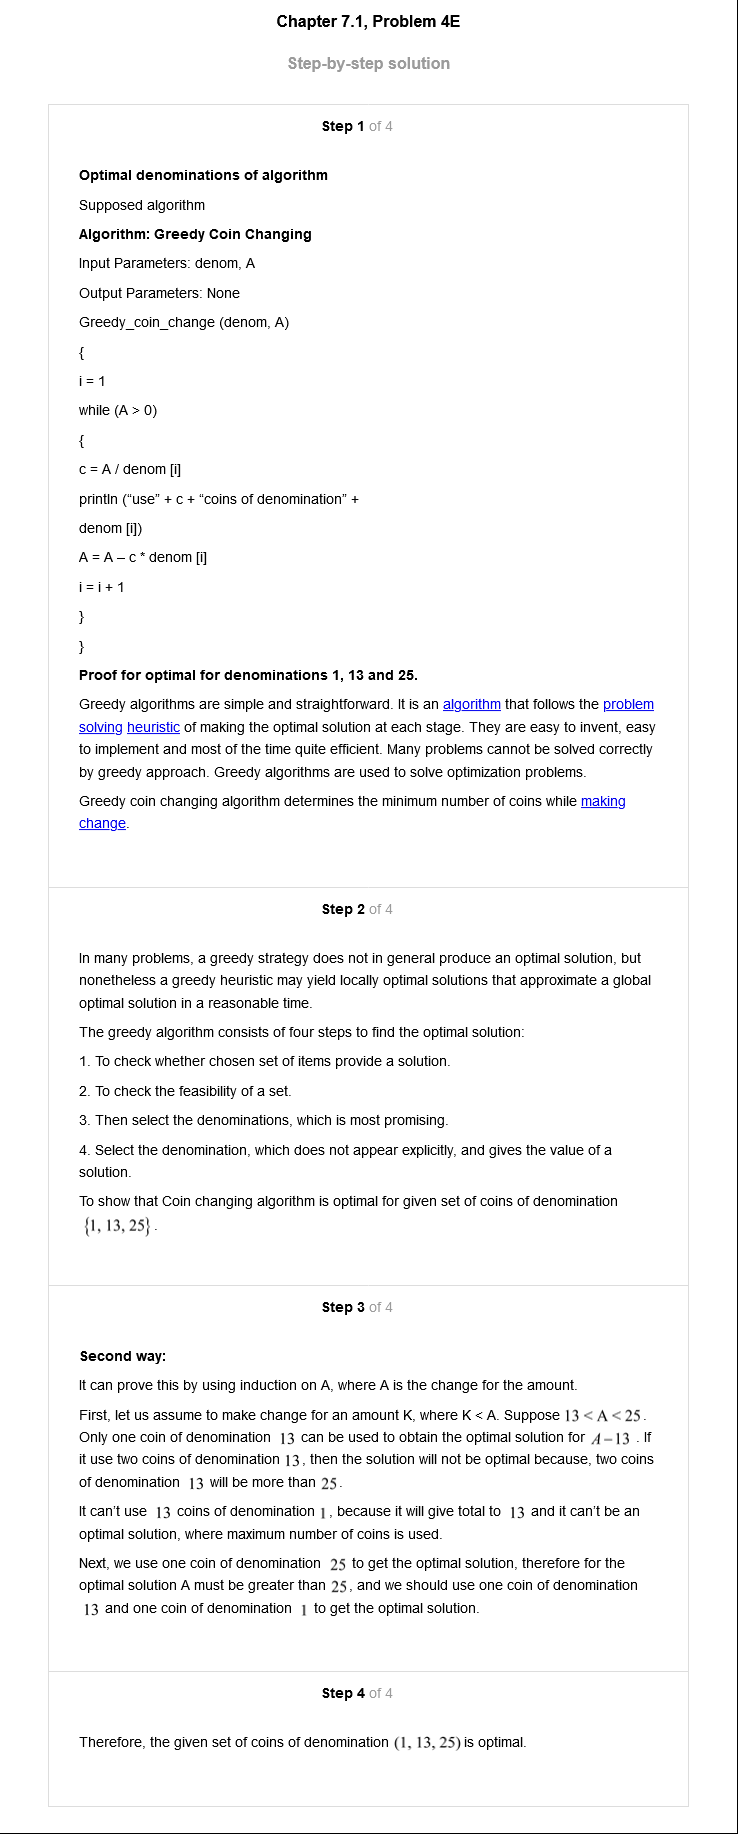 Chapter 7.1, Problem 4E
Step-by-step solution
Step 1 of 4
Optimal denominations of algorithm
Supposed algorithm
Algorithm: Greedy Coin Changing
Input Parameters: denom, A
Output Parameters: None
Greedy_coin_change (denom, A)
{
i = 1
while (A > 0)
{
c = A / denom [i]
println (“use” + c + “coins of denomination” +
denom [i])
A = A – c * denom [i]
i = i + 1
}
}
Proof for optimal for denominations 1, 13 and 25.
Greedy algorithms are simple and straightforward. It is an algorithm that follows the problem
solving heuristic of making the optimal solution at each stage. They are easy to invent, easy
to implement and most of the time quite efficient. Many problems cannot be solved correctly
by greedy approach. Greedy algorithms are used to solve optimization problems.
Greedy coin changing algorithm determines the minimum number of coins while making
change.
Step 2 of 4
In many problems, a greedy strategy does not in general produce an optimal solution, but
nonetheless a greedy heuristic may yield locally optimal solutions that approximate a global
optimal solution in a reasonable time.
The greedy algorithm consists of four steps to find the optimal solution:
1. To check whether chosen set of items provide a solution.
2. To check the feasibility of a set.
3. Then select the denominations, which is most promising.
4. Select the denomination, which does not appear explicitly, and gives the value of a
solution.
To show that Coin changing algorithm is optimal for given set of coins of denomination
{1, 13, 25} .
Step 3 of 4
Second way:
It can prove this by using induction on A, where A is the change for the amount.
First, let us assume to make change for an amount K, where K < A. Suppose 13 < A < 25 .
Only one coin of denomination 13 can be used to obtain the optimal solution for A – 13 . If
it use two coins of denomination 13 , then the solution will not be optimal because, two coins
of denomination 13 will be more than 25 .
It can’t use 13 coins of denomination 1 , because it will give total to 13 and it can’t be an
optimal solution, where maximum number of coins is used.
Next, we use one coin of denomination 25 to get the optimal solution, therefore for the
optimal solution A must be greater than 25 , and we should use one coin of denomination
13 and one coin of denomination 1 to get the optimal solution.
Step 4 of 4
Therefore, the given set of coins of denomination (1, 13, 25) is optimal.